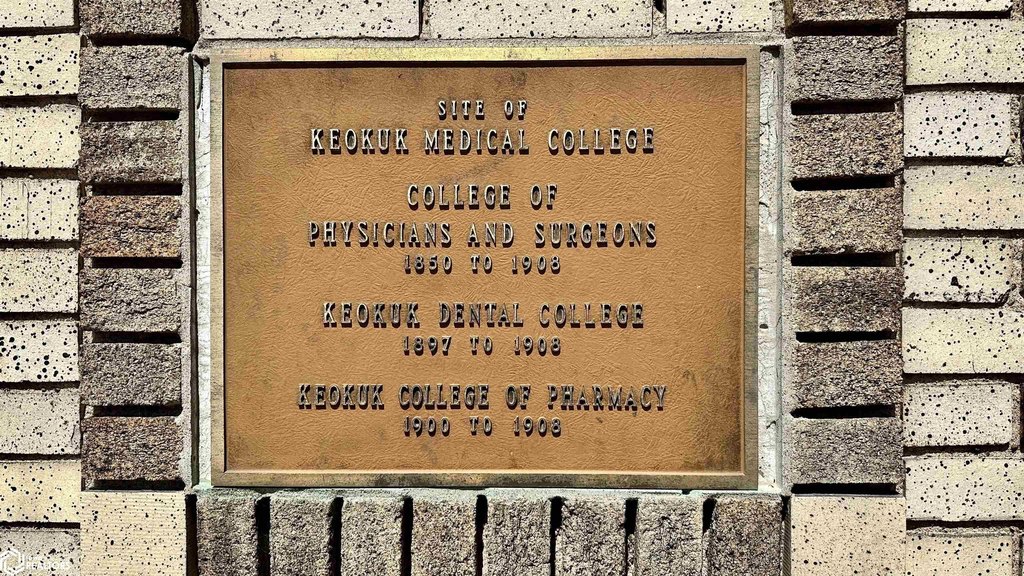 SITE OF
KEOKUK MEDICAL COLLEGE
COLLEGE OF
PHYSICIANS AND SURGEONS
1850 TO 1908
KEOKUK DENTAL COLLEGE
1897 TO 1908
KEOKUK COLLEGE OF PHARMACY
1900 TO 1908